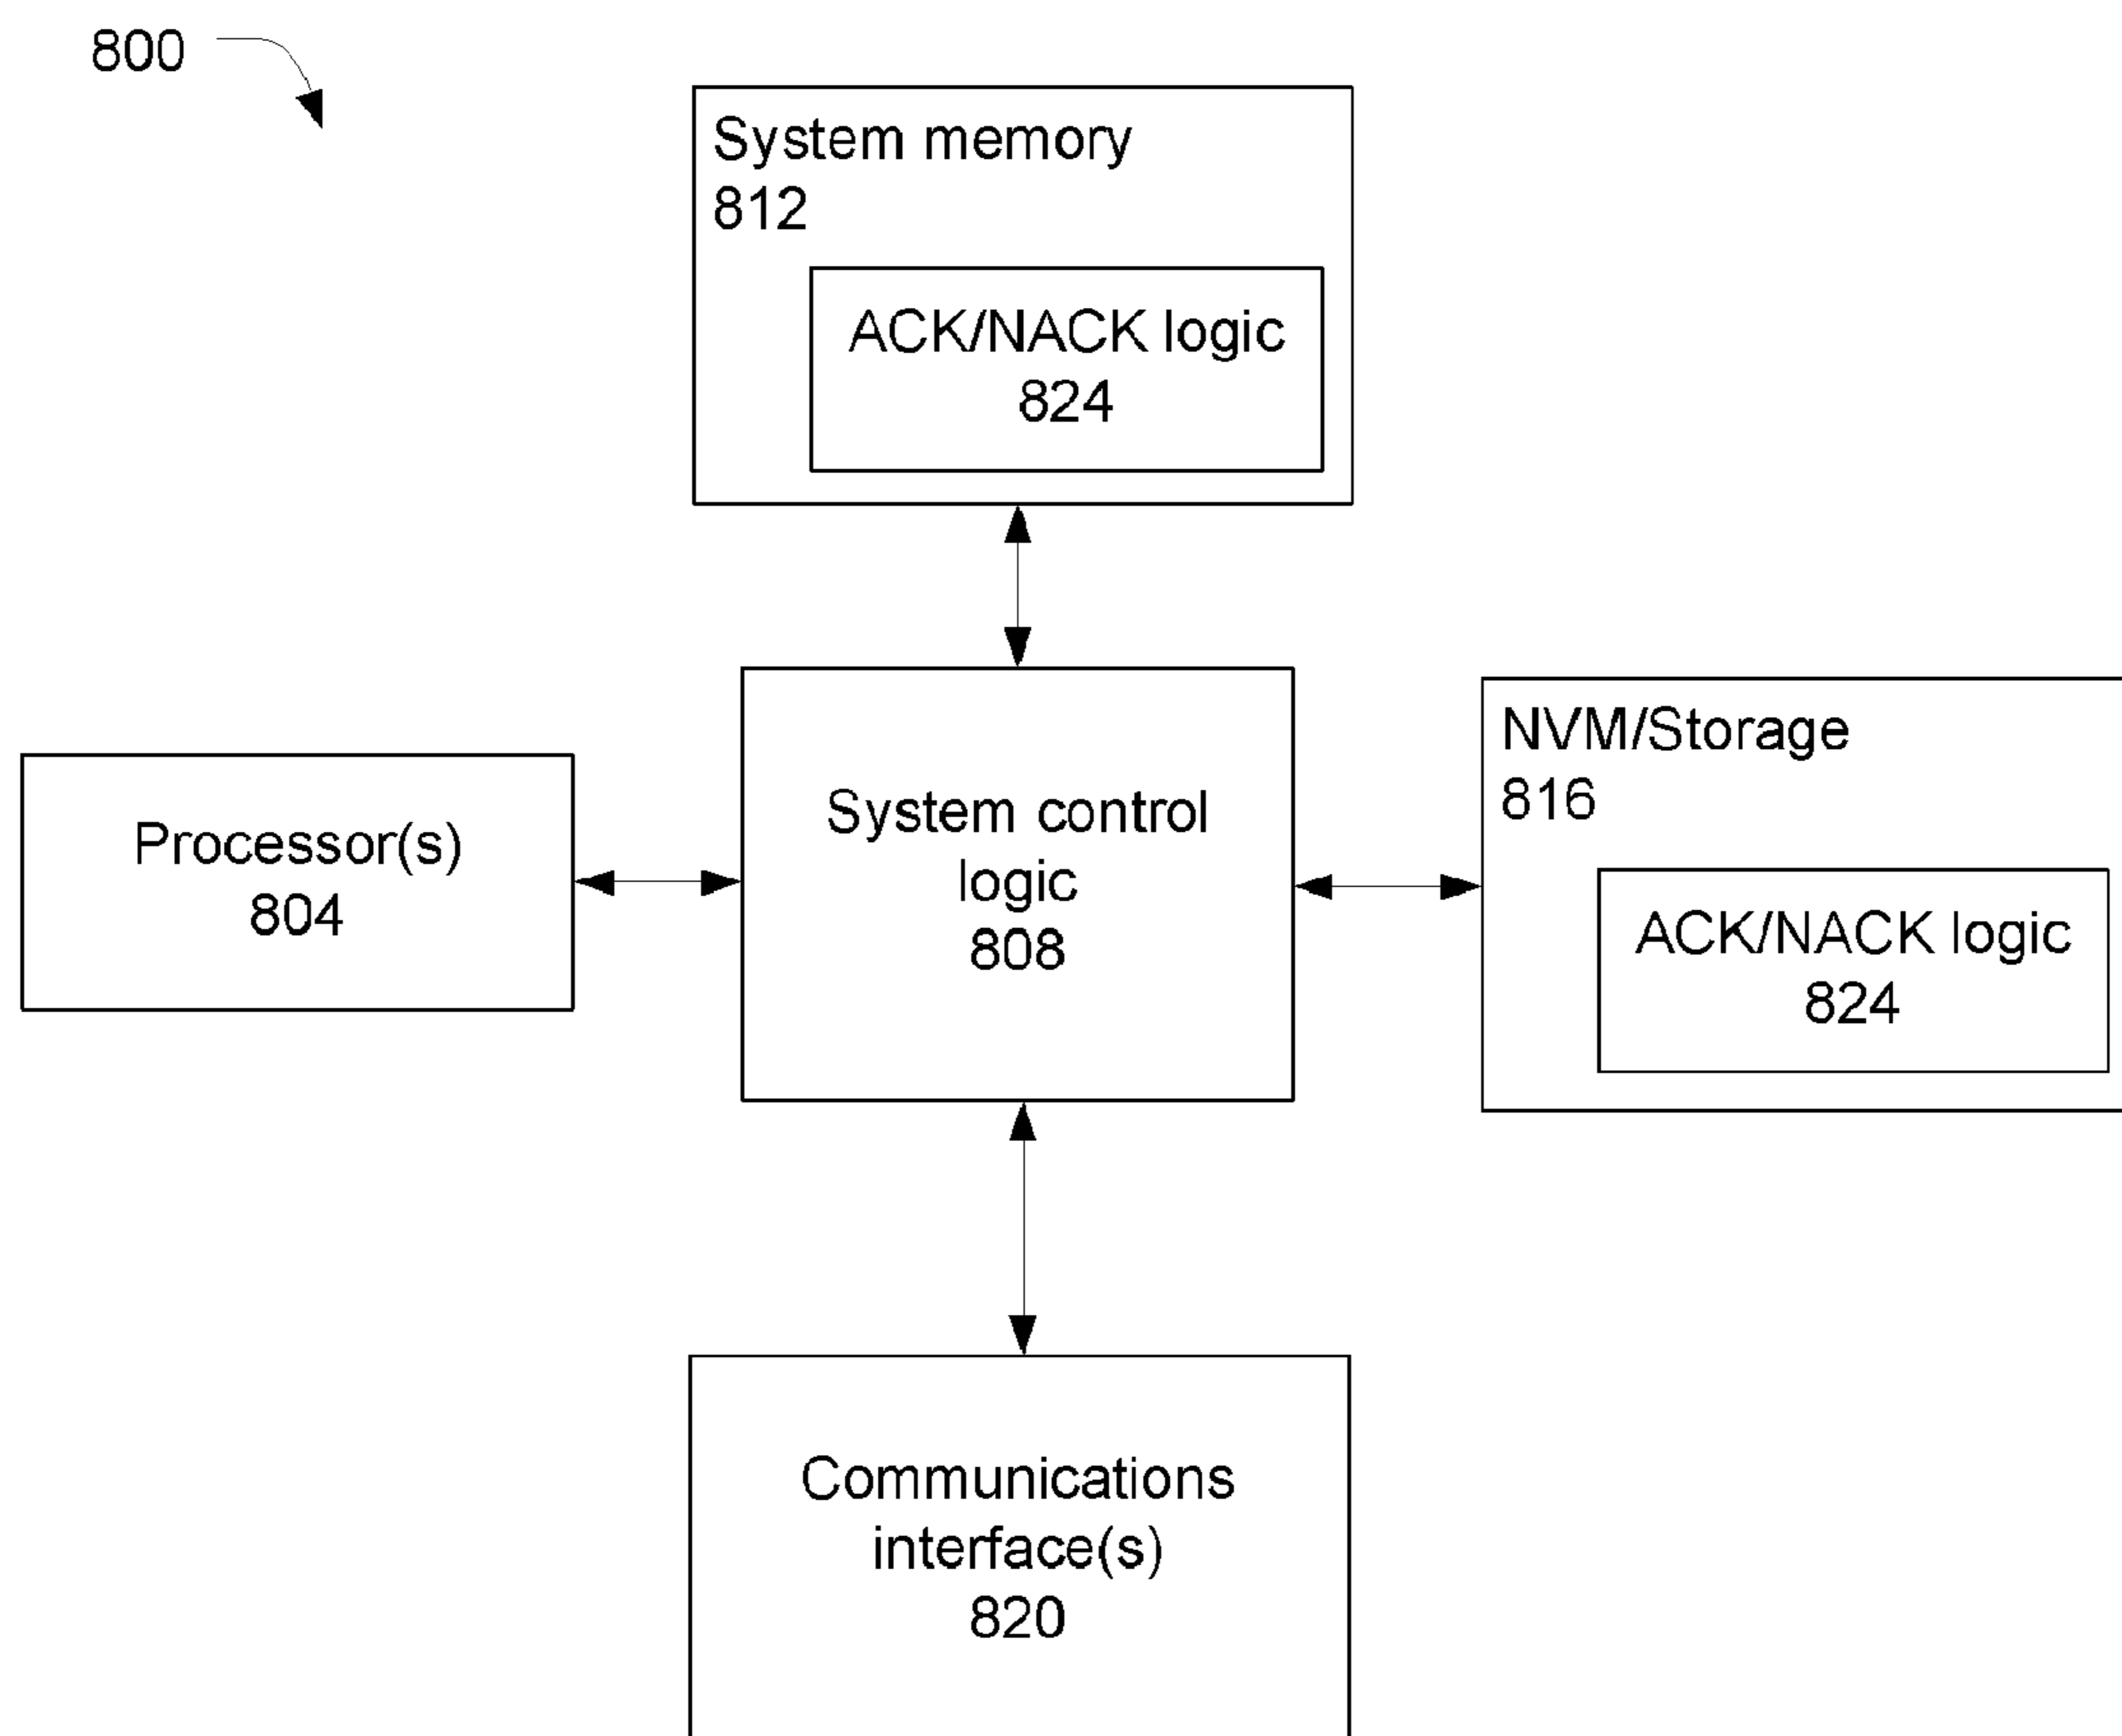 800
System memory
812
ACK/NACK logic
824
Processor(s)
804
System control
logic
808
NVM/Storage
816
ACK/NACK logic
824
Communications
interface(s)
820